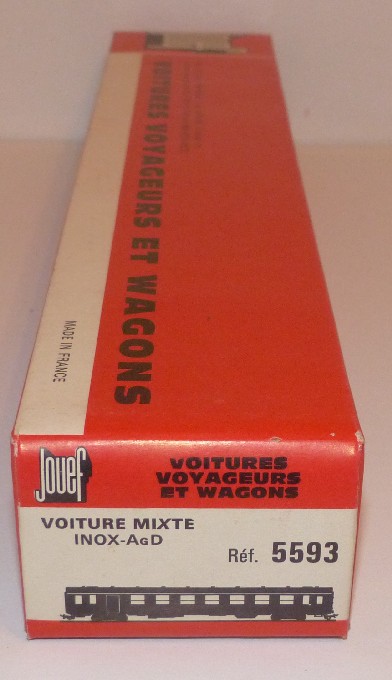 VOITURES VOYAGEURS ET WAGONS
MADE IN FRANCE
Jouef
VOITURES
VOYAGEURS
ET WAGONS
VOITURE MIXTE
INOX-AGD
Réf. 5593